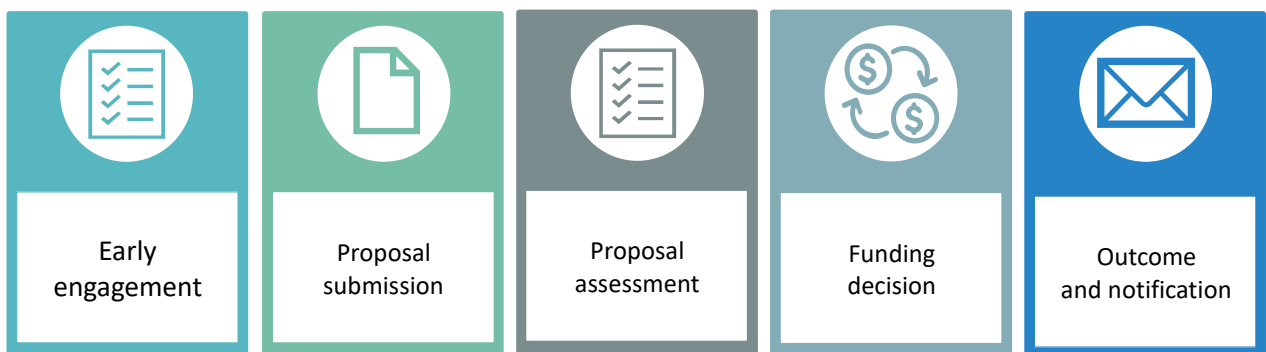 Early
engagement
Proposal
submission
Proposal
assessment
Funding
decision
Outcome
and notification